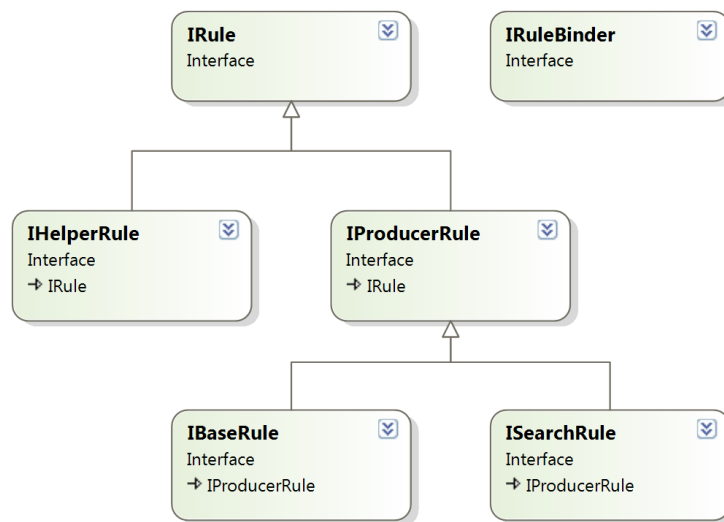 IRule
Interface
IRuleBinder
Interface
IHelperRule
Interface
IRule
IProducerRule
Interface
IRule
IBaseRule
Interface
IProducerRule
ISearchRule
Interface
IProducerRule